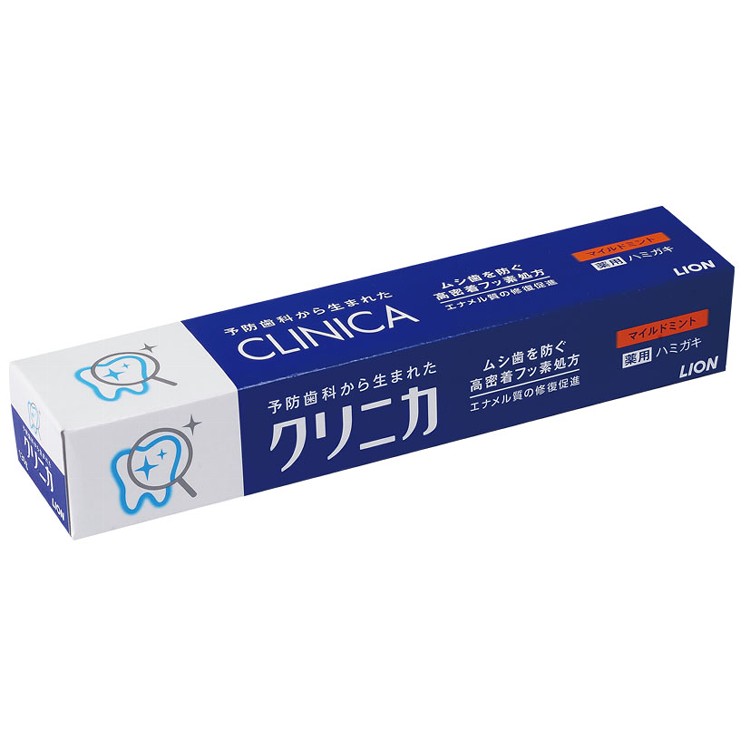 予防歯科から生まれた
CLINICA
ムシ歯を防ぐ
高密着フッ素処方
エナメル質の修復促進
マイルドミント
薬用 ハミガキ
LION
予防歯科から生まれた
クリニカ
ムシ歯を防ぐ
高密着フッ素処方
エナメル質の修復促進
マイルドミント
薬用 ハミガキ
LION
クリニカ
LION